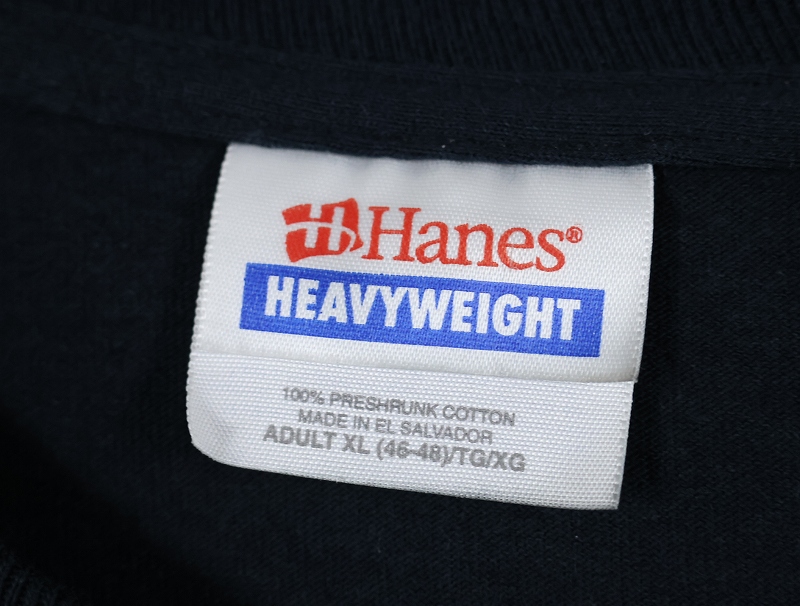 H Hanes®
HEAVYWEIGHT
100% PRESHRUNK COTTON
MADE IN EL SALVADOR
ADULT XL (46-48)/TG/XG